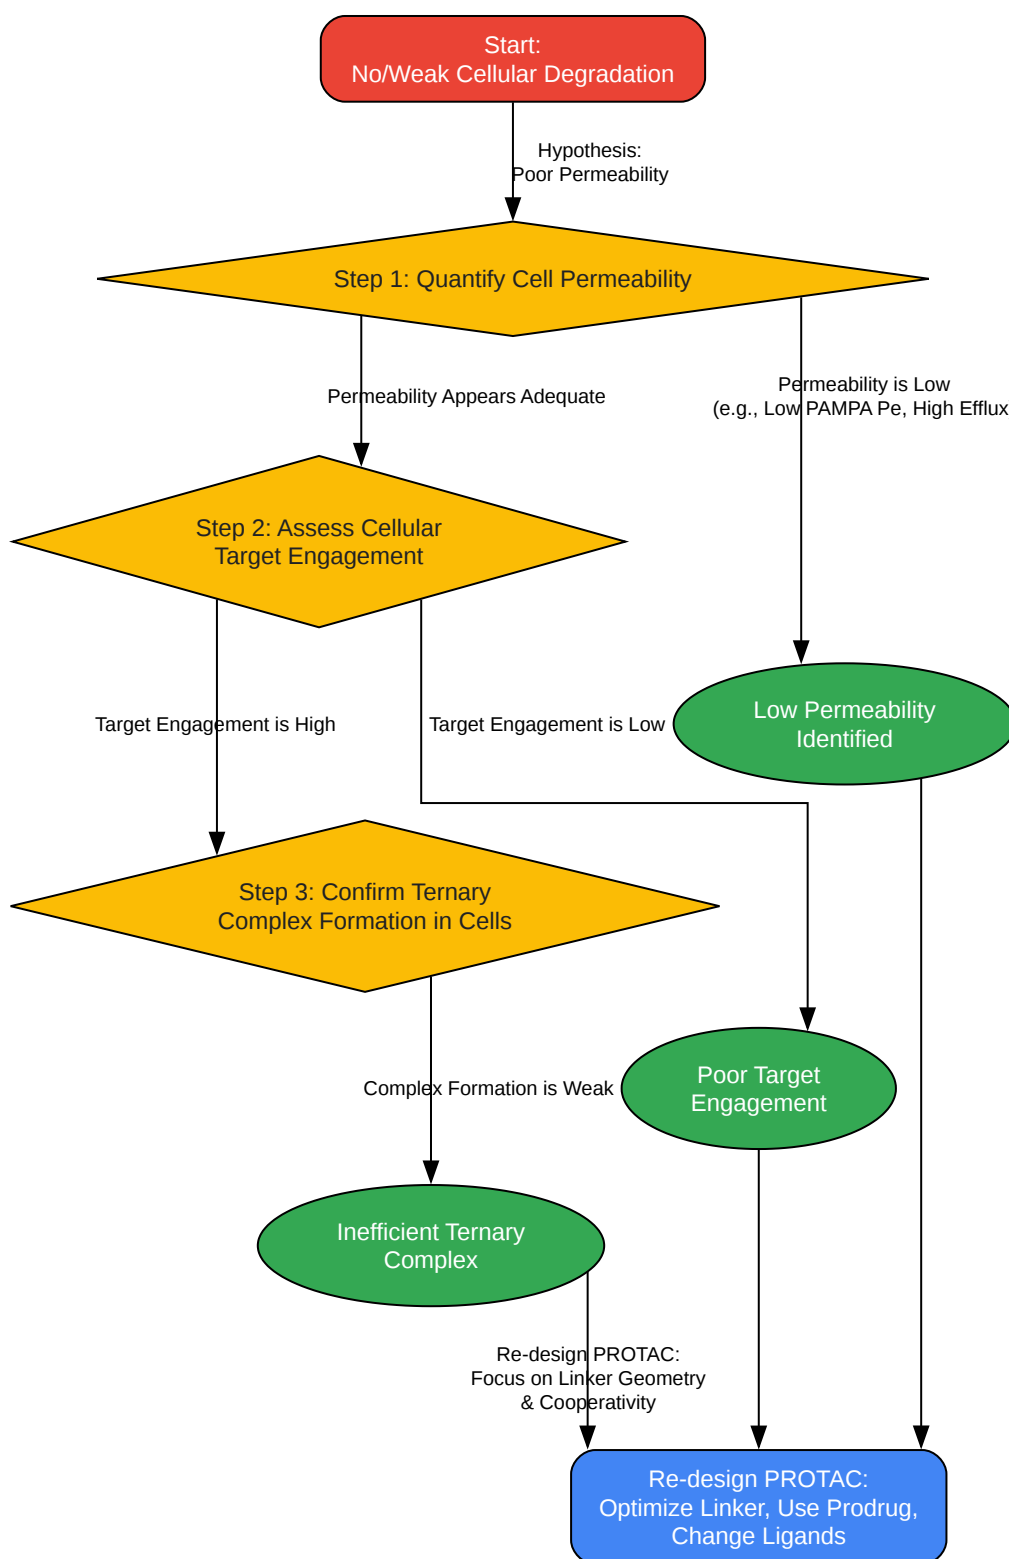 Start:
No/Weak Cellular Degradation
Hypothesis:
Poor Permeability
Step 1: Quantify Cell Permeability
Permeability Appears Adequate
Permeability is Low
(e.g., Low PAMPA Pe, High Efflux)
Step 2: Assess Cellular
Target Engagement
Target Engagement is High
Target Engagement is Low
Low Permeability
Identified
Step 3: Confirm Ternary
Complex Formation in Cells
Complex Formation is Weak
Poor Target
Engagement
Inefficient Ternary
Complex
Re-design PROTAC:
Focus on Linker Geometry
& Cooperativity
Re-design PROTAC:
Optimize Linker, Use Prodrug,
Change Ligands